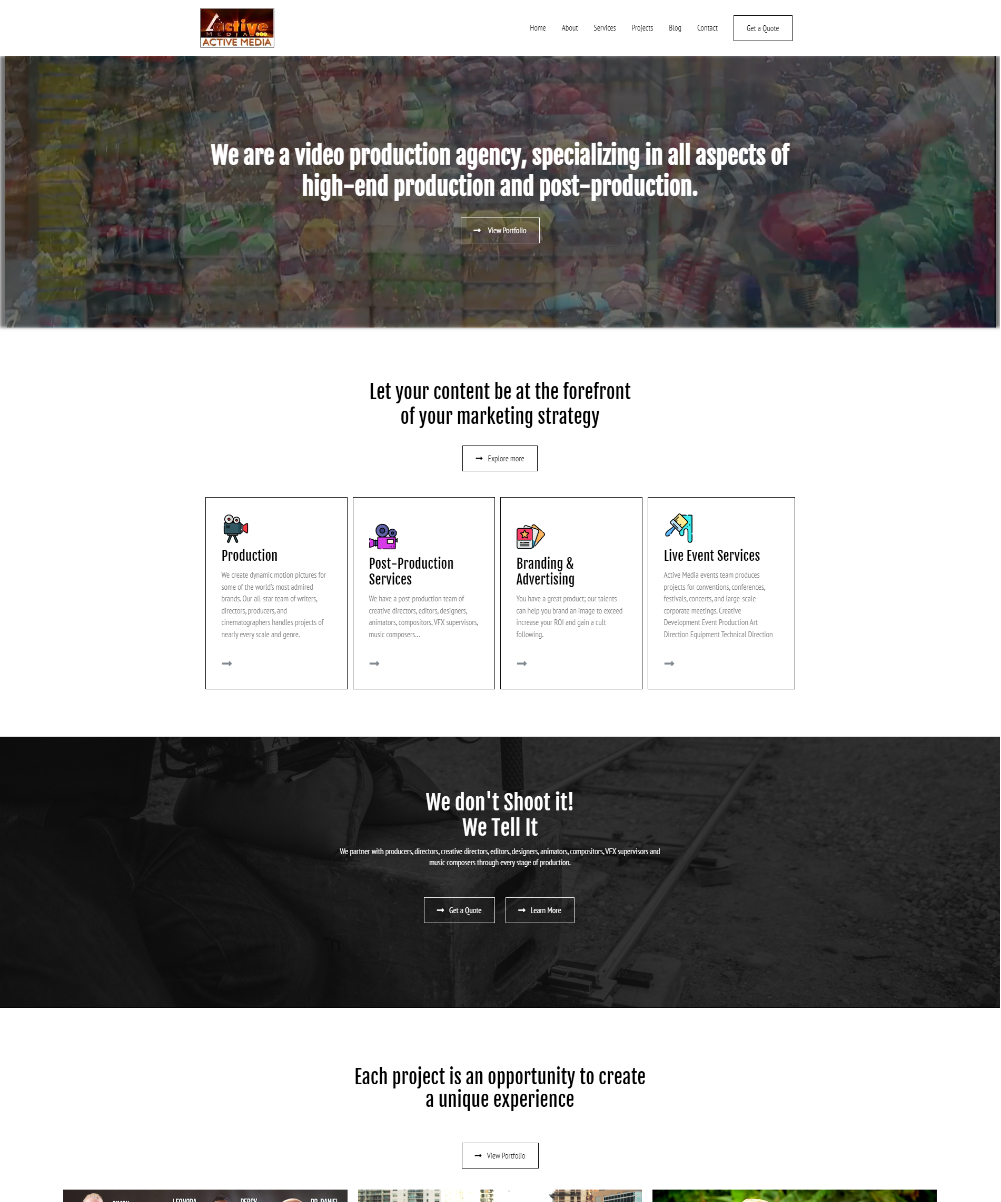 Active
MEDIA
ACTIVE MEDIA
Home
About
Services
Projects
Blog
Contact
Get a Quote
We are a video production agency, specializing in all aspects of
high-end production and post-production.
View Portfolio
Let your content be at the forefront
of your marketing strategy
Explore more
Production
We create dynamic motion pictures for
some of the world's most admired
brands. Our all-star team of writers,
directors, producers, and
cinematographers handles projects of
nearly every scale and genre.
Post-Production
Services
We have a post-production team of
creative directors, editors, designers,
animators, compositors, VFX supervisors,
music composers...
Branding &
Advertising
You have a great product; our talents
can help you brand an image to exceed
increase your ROI and gain a cult
following.
Live Event Services
Active Media events team produces
projects for conventions, conferences,
festivals, concerts, and large-scale
corporate meetings. Creative
Development Event Production Art
Direction Equipment Technical Direction
We don't Shoot it!
We Tell It
We partner with producers, directors, creative directors, editors, designers, animators, compositors, VFX supervisors and
music composers through every stage of production.
Get a Quote
Learn More
Each project is an opportunity to create
a unique experience
View Portfolio
LEONORA
PERCY
DR. DANIEL